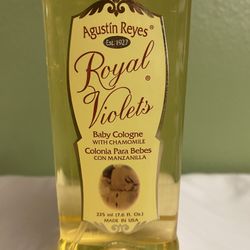 Agustín Reyes®
Est. 1927
Royal
Violets®
Baby Cologne
WITH CHAMOMILE
Colonia Para Bebes
CON MANZANILLA
225 ml (7.6 fl. Oz.)
MADE IN USA